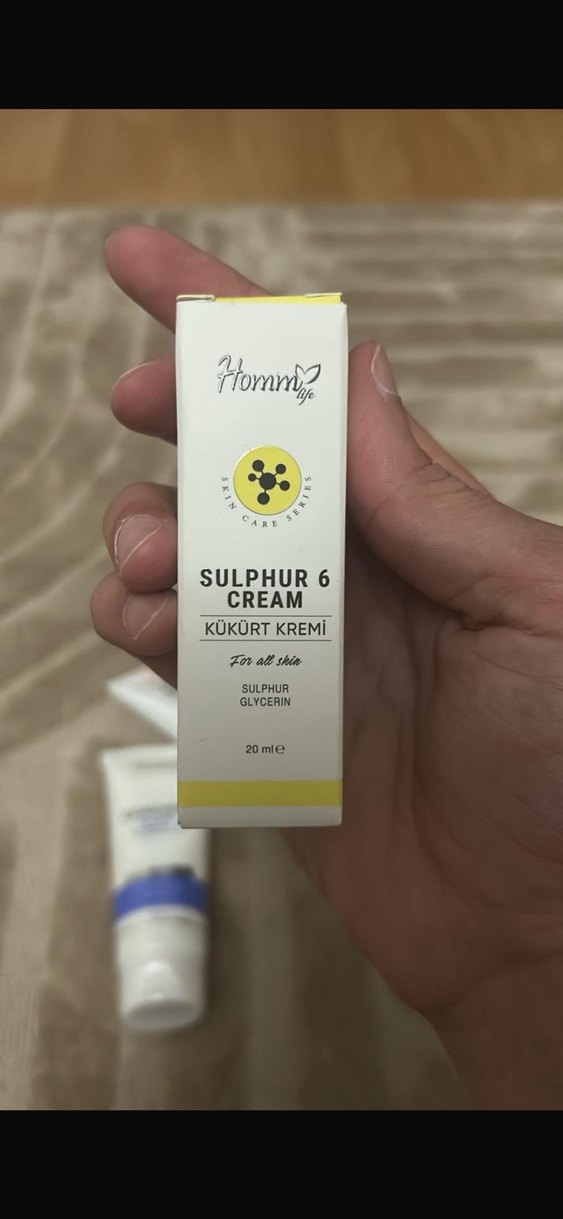 Homm
life
SKIN CARE SERIES
SULPHUR 6
CREAM
KÜKÜRT KREMİ
For all skin
SULPHUR
GLYCERIN
20 ml ℮